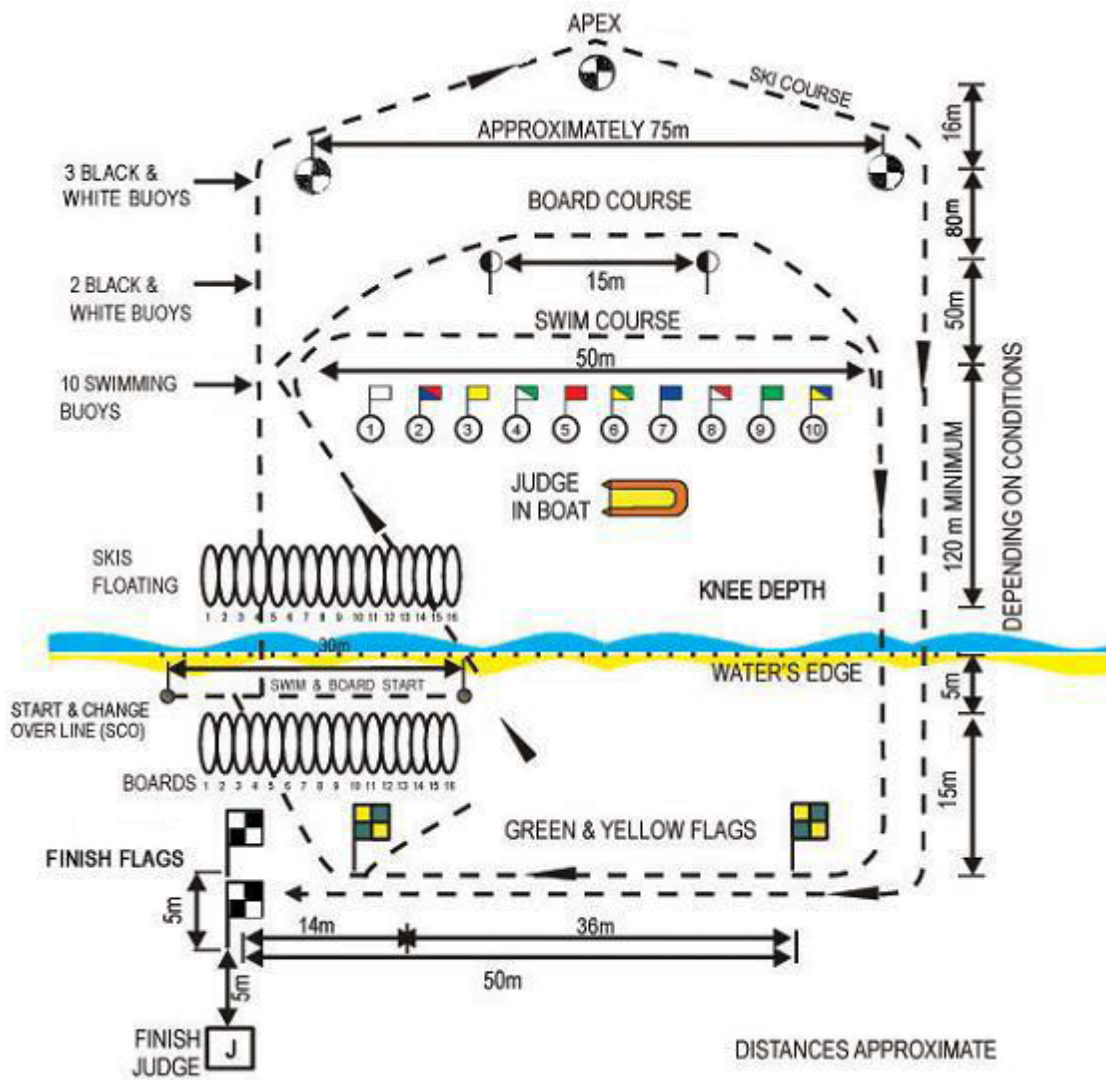 APEX
SKI COURSE
16m
APPROXIMATELY 75m
3 BLACK &
WHITE BUOYS
BOARD COURSE
80m
2 BLACK &
WHITE BUOYS
15m
50m
SWIM COURSE
50m
10 SWIMMING
BUOYS
1 2 3 4 5 6 7 8 9 10
JUDGE
IN BOAT
120 m MINIMUM
DEPENDING ON CONDITIONS
SKIS
FLOATING
KNEE DEPTH
1 2 3 4 5 6 7 8 9 10 11 12 13 14 15 16
30m
WATER'S EDGE
SWIM & BOARD START
5m
START & CHANGE
OVER LINE (SCO)
BOARDS
1 2 3 4 5 6 7 8 9 10 11 12 13 14 15 16
15m
GREEN & YELLOW FLAGS
FINISH FLAGS
5m
14m
36m
50m
5m
FINISH
JUDGE
J
DISTANCES APPROXIMATE